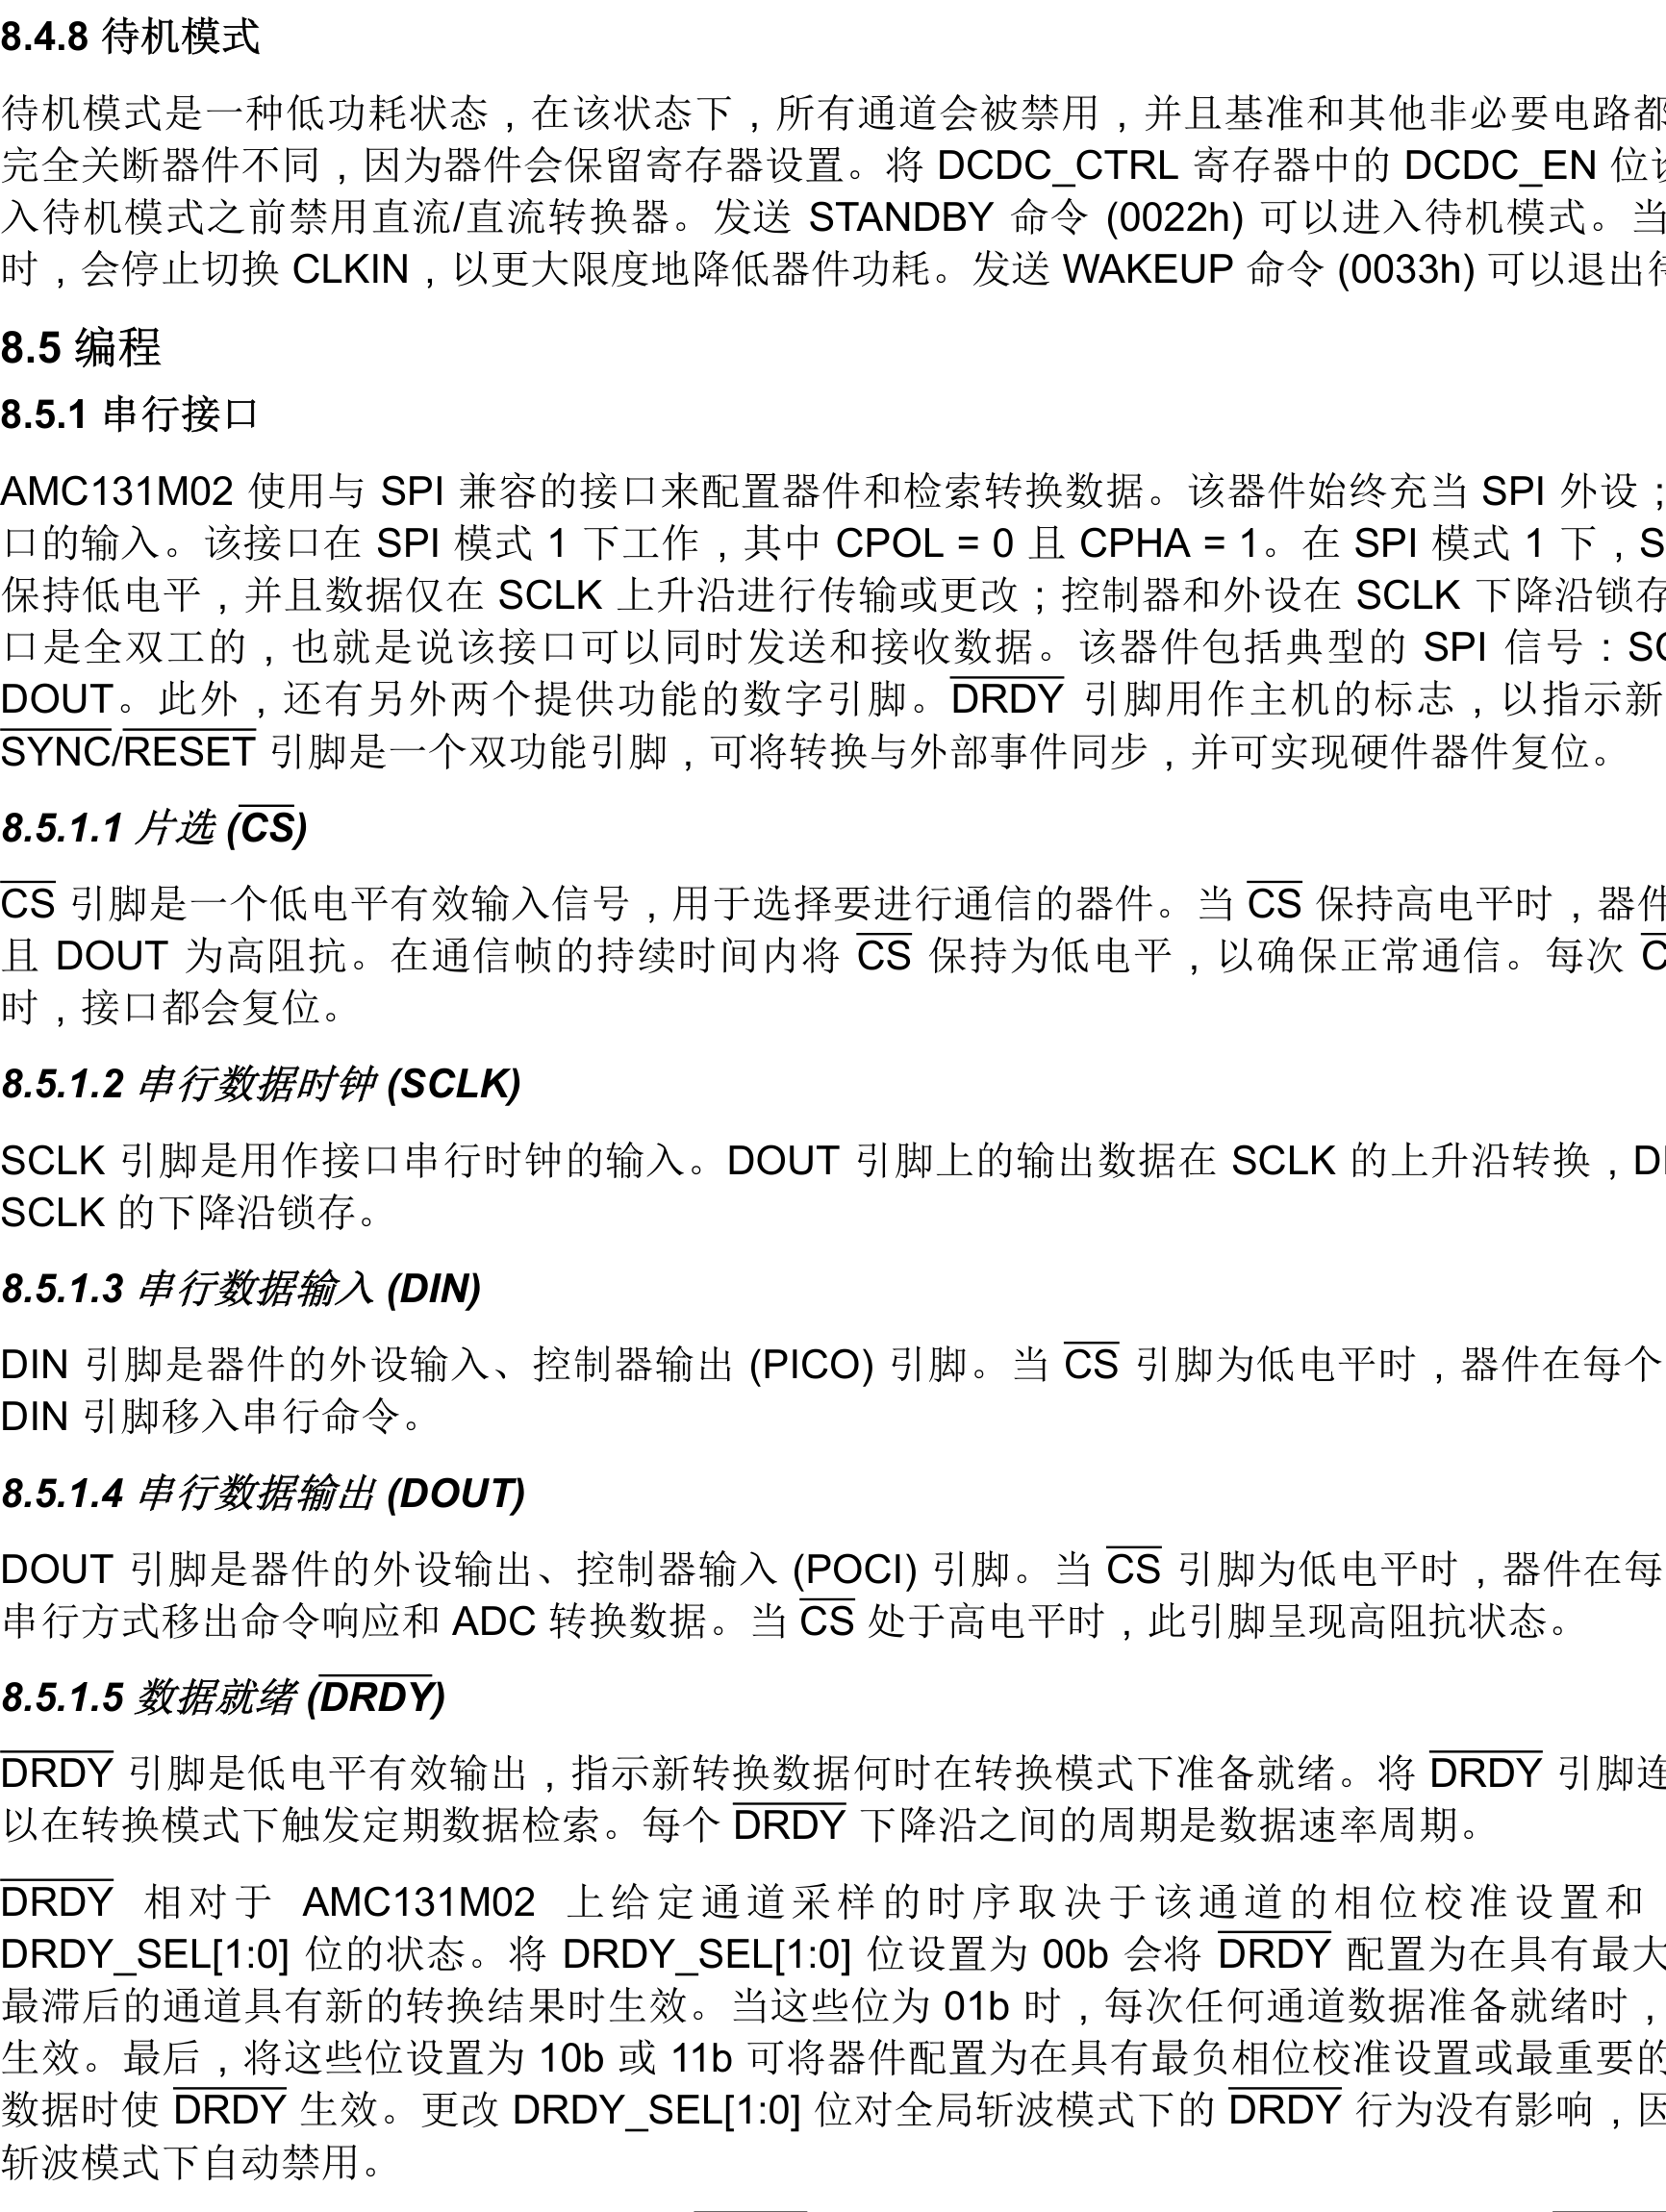 8.4.8 待机模式
待机模式是一种低功耗状态，在该状态下，所有通道会被禁用，并且基准和其他非必要电路都
完全关断器件不同，因为器件会保留寄存器设置。将 DCDC_CTRL 寄存器中的 DCDC_EN 位设
入待机模式之前禁用直流/直流转换器。发送 STANDBY 命令 (0022h) 可以进入待机模式。当
时，会停止切换 CLKIN，以更大限度地降低器件功耗。发送 WAKEUP 命令 (0033h) 可以退出待
8.5 编程
8.5.1 串行接口
AMC131M02 使用与 SPI 兼容的接口来配置器件和检索转换数据。该器件始终充当 SPI 外设；
口的输入。该接口在 SPI 模式 1 下工作，其中 CPOL = 0 且 CPHA = 1。在 SPI 模式 1 下，S
保持低电平，并且数据仅在 SCLK 上升沿进行传输或更改；控制器和外设在 SCLK 下降沿锁存
口是全双工的，也就是说该接口可以同时发送和接收数据。该器件包括典型的 SPI 信号：SC
DOUT。此外，还有另外两个提供功能的数字引脚。DRDY 引脚用作主机的标志，以指示新
SYNC/RESET 引脚是一个双功能引脚，可将转换与外部事件同步，并可实现硬件器件复位。
8.5.1.1 片选 (CS)
CS 引脚是一个低电平有效输入信号，用于选择要进行通信的器件。当 CS 保持高电平时，器件
且 DOUT 为高阻抗。在通信帧的持续时间内将 CS 保持为低电平，以确保正常通信。每次 C
时，接口都会复位。
8.5.1.2 串行数据时钟 (SCLK)
SCLK 引脚是用作接口串行时钟的输入。DOUT 引脚上的输出数据在 SCLK 的上升沿转换，D
SCLK 的下降沿锁存。
8.5.1.3 串行数据输入 (DIN)
DIN 引脚是器件的外设输入、控制器输出 (PICO) 引脚。当 CS 引脚为低电平时，器件在每个
DIN 引脚移入串行命令。
8.5.1.4 串行数据输出 (DOUT)
DOUT 引脚是器件的外设输出、控制器输入 (POCI) 引脚。当 CS 引脚为低电平时，器件在每
串行方式移出命令响应和 ADC 转换数据。当 CS 处于高电平时，此引脚呈现高阻抗状态。
8.5.1.5 数据就绪 (DRDY)
DRDY 引脚是低电平有效输出，指示新转换数据何时在转换模式下准备就绪。将 DRDY 引脚连
以在转换模式下触发定期数据检索。每个 DRDY 下降沿之间的周期是数据速率周期。
DRDY 相对于 AMC131M02 上给定通道采样的时序取决于该通道的相位校准设置和
DRDY_SEL[1:0] 位的状态。将 DRDY_SEL[1:0] 位设置为 00b 会将 DRDY 配置为在具有最大
最滞后的通道具有新的转换结果时生效。当这些位为 01b 时，每次任何通道数据准备就绪时，
生效。最后，将这些位设置为 10b 或 11b 可将器件配置为在具有最负相位校准设置或最重要的
数据时使 DRDY 生效。更改 DRDY_SEL[1:0] 位对全局斩波模式下的 DRDY 行为没有影响，因
斩波模式下自动禁用。